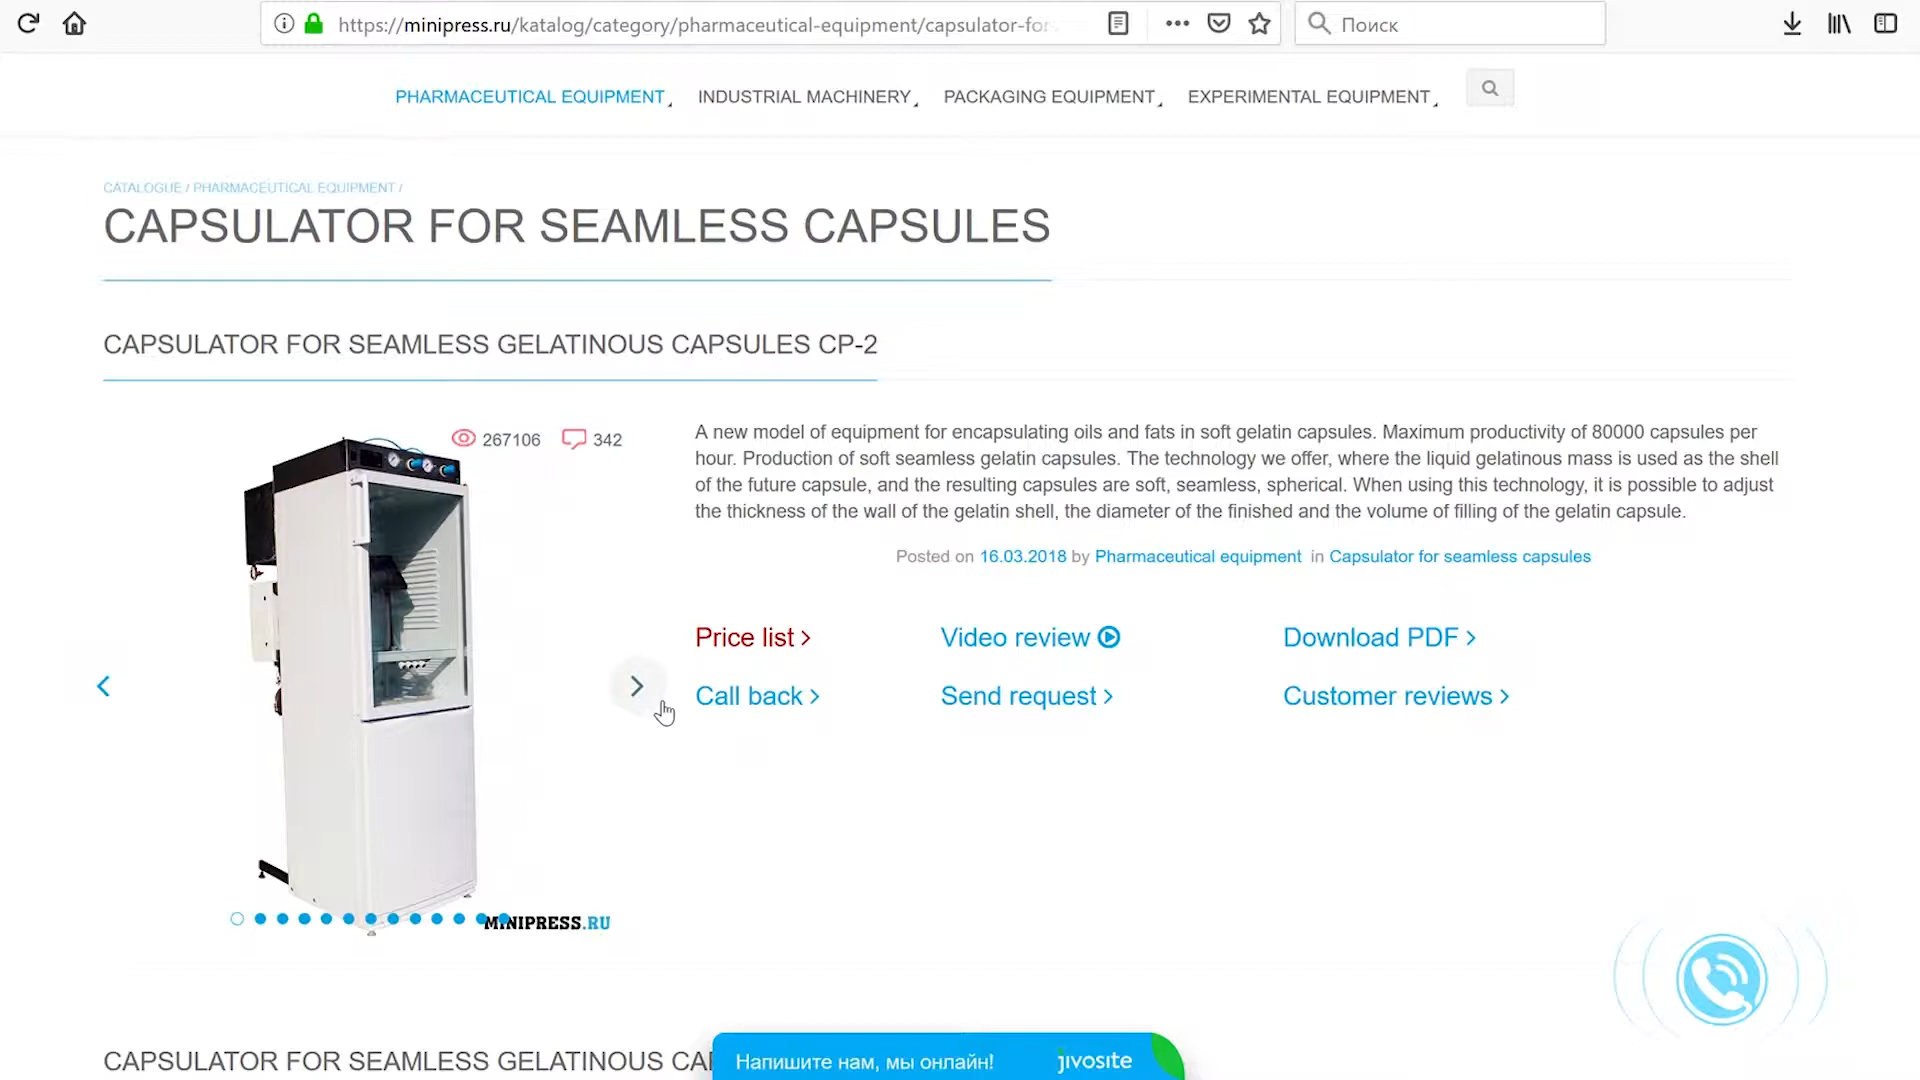 https://minipress.ru/katalog/category/pharmaceutical-equipment/capsulator-for-
Поиск
PHARMACEUTICAL EQUIPMENT
INDUSTRIAL MACHINERY
PACKAGING EQUIPMENT
EXPERIMENTAL EQUIPMENT
CATALOGUE / PHARMACEUTICAL EQUIPMENT /
CAPSULATOR FOR SEAMLESS CAPSULES
CAPSULATOR FOR SEAMLESS GELATINOUS CAPSULES CP-2
267106 342
A new model of equipment for encapsulating oils and fats in soft gelatin capsules. Maximum productivity of 80000 capsules per
hour. Production of soft seamless gelatin capsules. The technology we offer, where the liquid gelatinous mass is used as the shell
of the future capsule, and the resulting capsules are soft, seamless, spherical. When using this technology, it is possible to adjust
the thickness of the wall of the gelatin shell, the diameter of the finished and the volume of filling of the gelatin capsule.
Posted on 16.03.2018 by Pharmaceutical equipment in Capsulator for seamless capsules
Price list
Video review
Download PDF
Call back
Send request
Customer reviews
MINIPRESS.RU
CAPSULATOR FOR SEAMLESS GELATINOUS CA
Напишите нам, мы онлайн!
jivosite